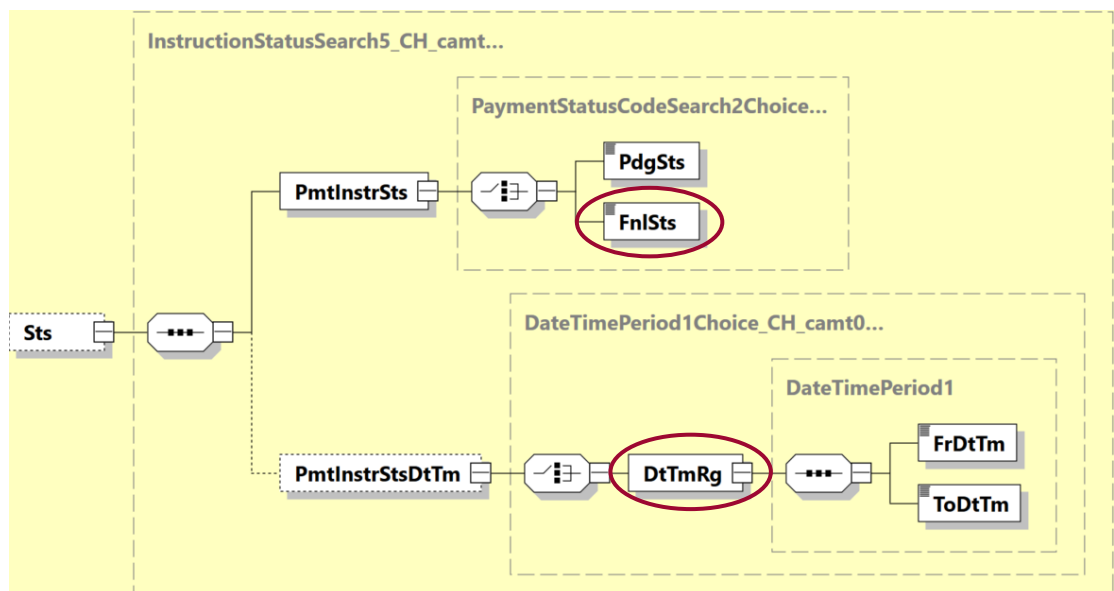 InstructionStatusSearch5_CH_camt...
PaymentStatusCodeSearch2Choice...
PdgSts
PmtInstrSts
FnlSts
Sts
DateTimePeriod1Choice_CH_camt0...
DateTimePeriod1
FrDtTm
PmtInstrStsDtTm
DtTmRg
ToDtTm